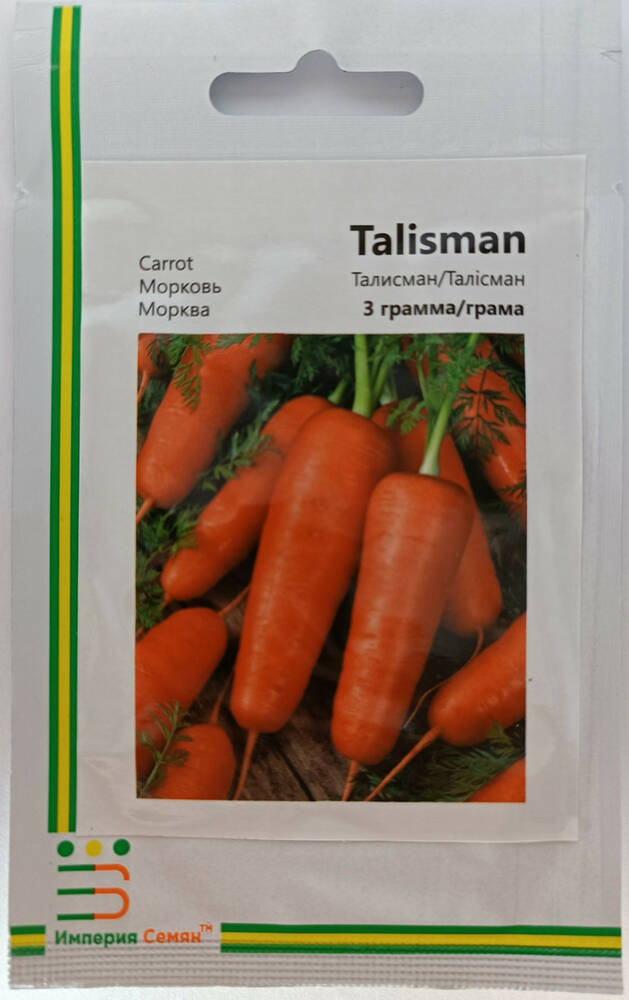 Talisman
Carrot
Морковь
Морква
Талисман/Талісман
3 грамма/грама
Империя Семян™